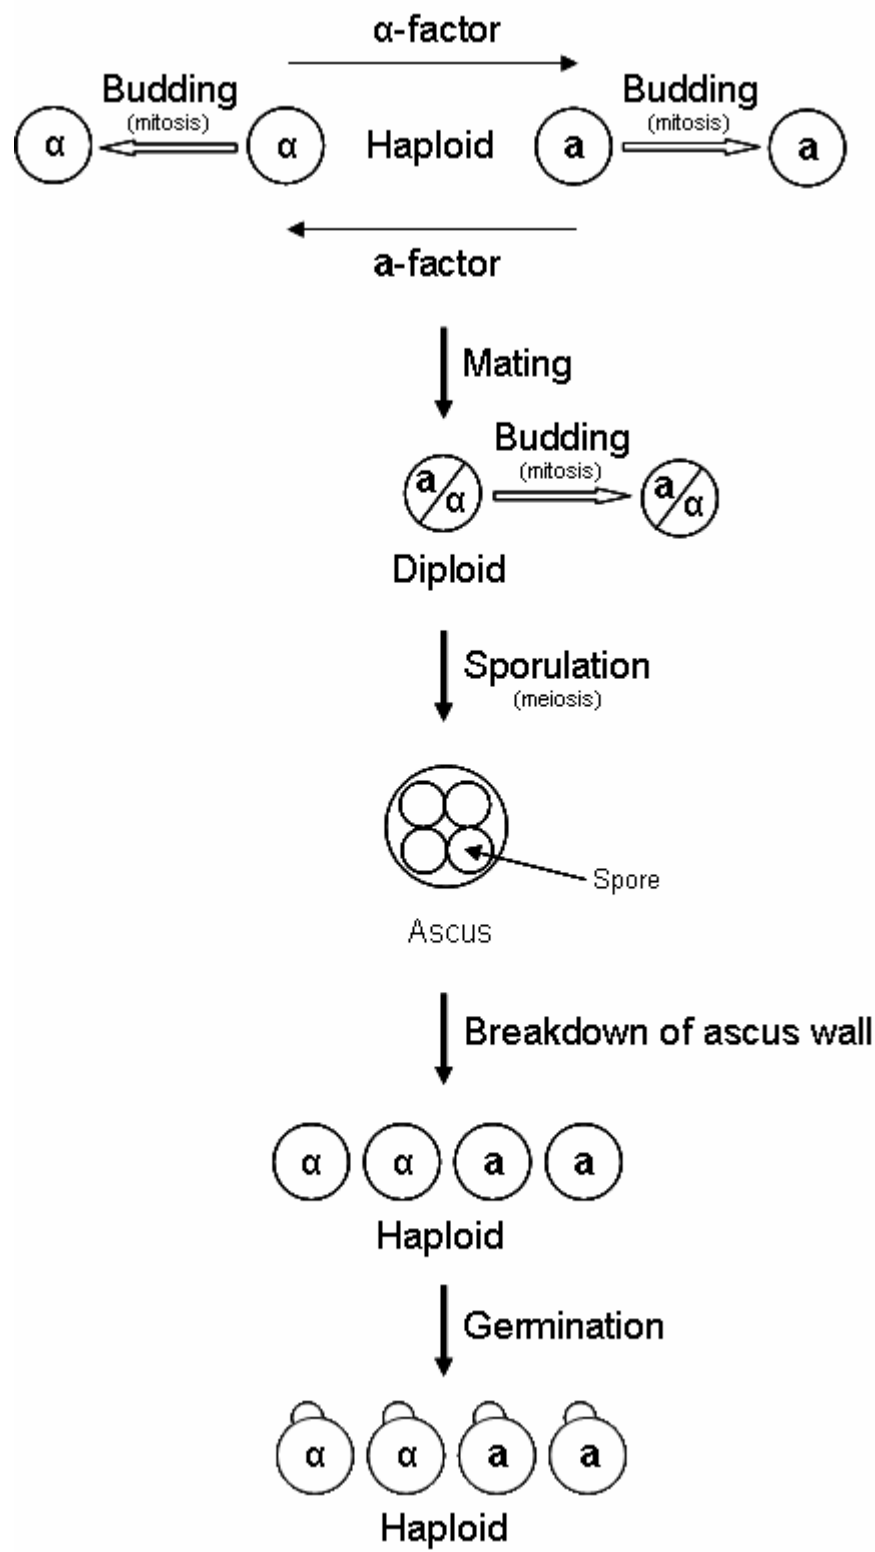 α-factor
Budding
(mitosis)
Budding
(mitosis)
α
α
Haploid
a
a
a-factor
Mating
Budding
(mitosis)
a/α
a/α
Diploid
Sporulation
(meiosis)
Spore
Ascus
Breakdown of ascus wall
α α a a
Haploid
Germination
α α a a
Haploid